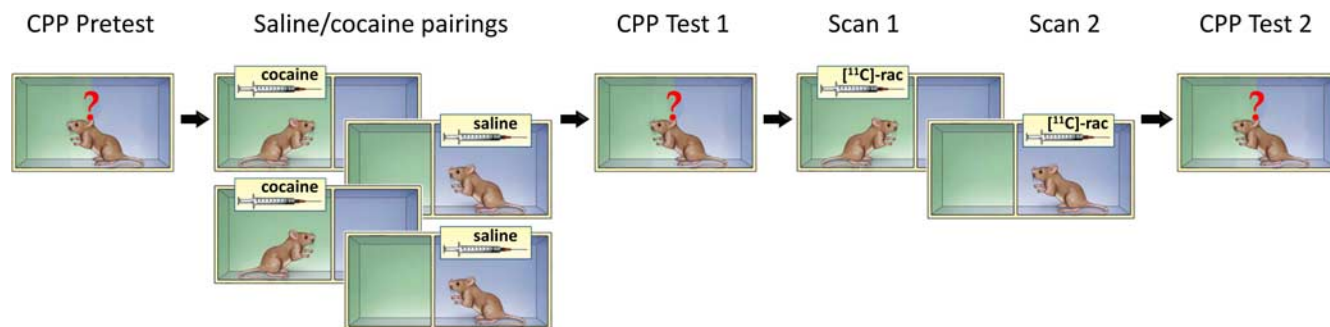 CPP Pretest
Saline/cocaine pairings
CPP Test 1
Scan 1
Scan 2
CPP Test 2
?
cocaine
saline
cocaine
saline
?
[¹¹C]-rac
[¹¹C]-rac
?